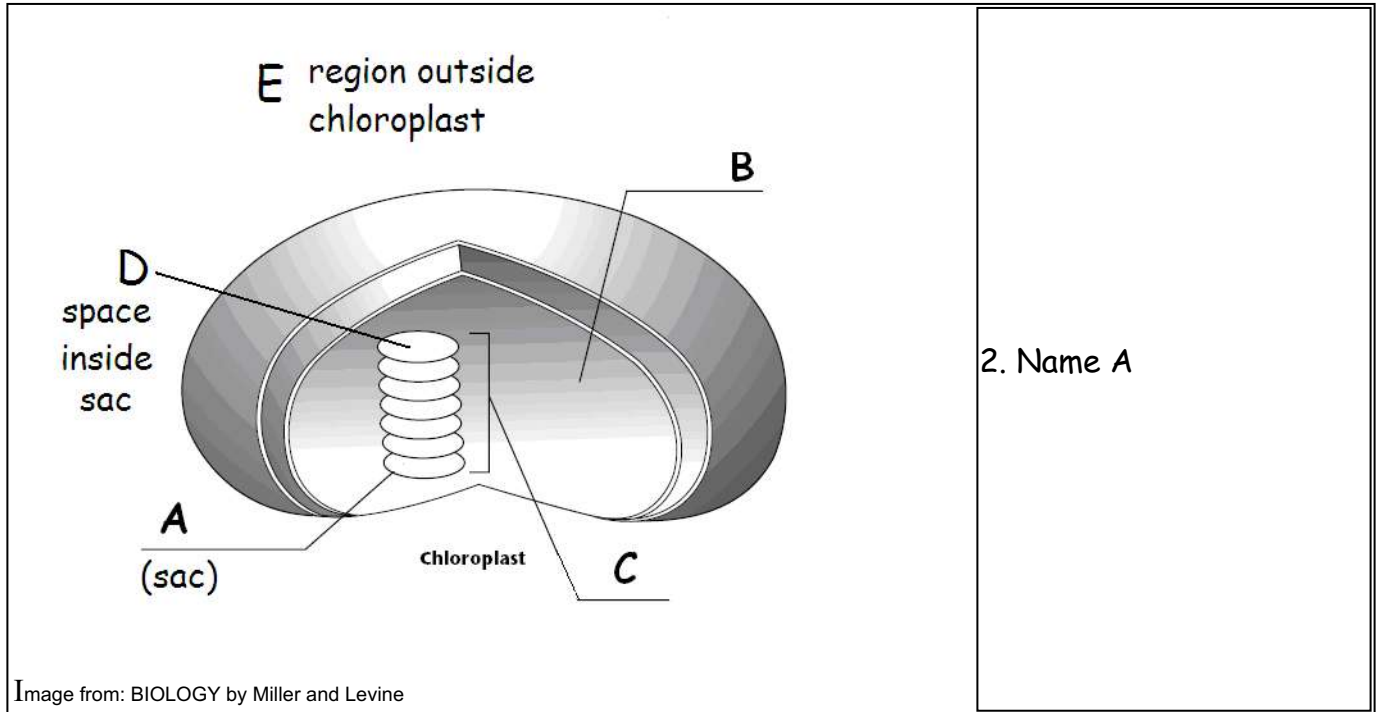 E region outside
chloroplast
B
D
space
inside
sac
2. Name A
A
(sac)
Chloroplast
C
Image from: BIOLOGY by Miller and Levine